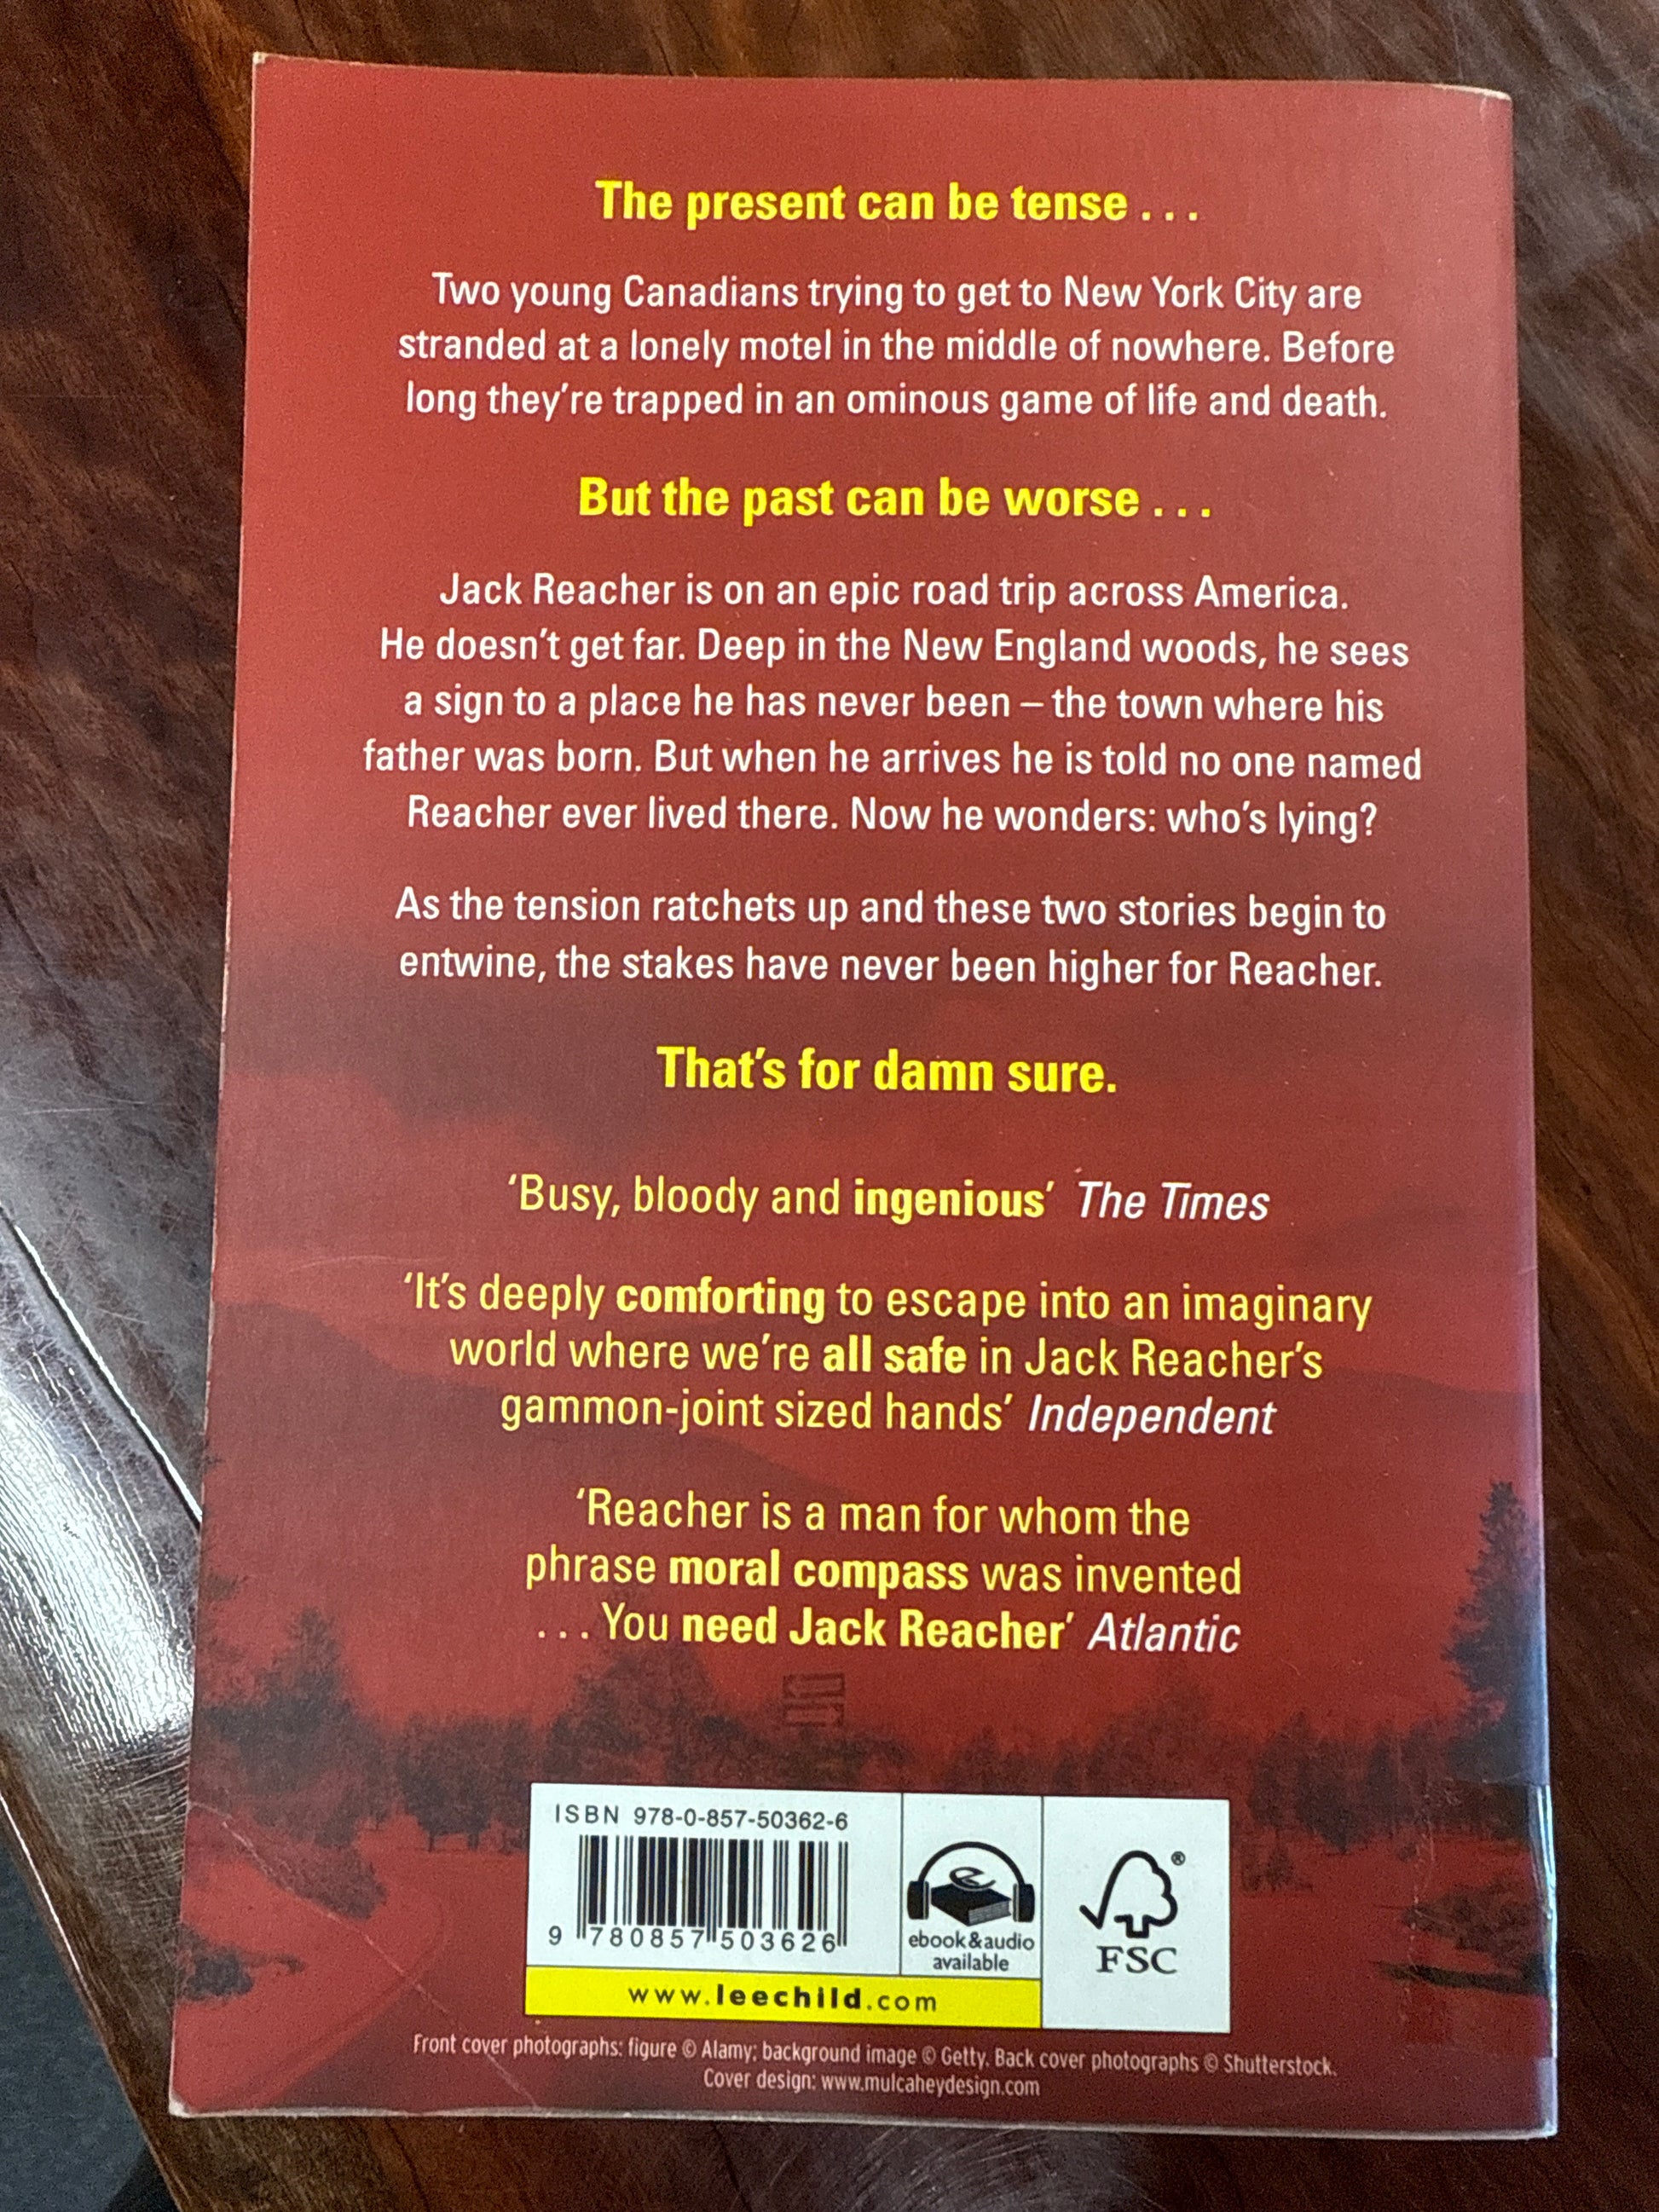 The present can be tense . . .
Two young Canadians trying to get to New York City are
stranded at a lonely motel in the middle of nowhere. Before
long they're trapped in an ominous game of life and death.
But the past can be worse . . .
Jack Reacher is on an epic road trip across America.
He doesn't get far. Deep in the New England woods, he sees
a sign to a place he has never been – the town where his
father was born. But when he arrives he is told no one named
Reacher ever lived there. Now he wonders: who's lying?
As the tension ratchets up and these two stories begin to
entwine, the stakes have never been higher for Reacher.
That's for damn sure.
‘Busy, bloody and ingenious’ The Times
‘It's deeply comforting to escape into an imaginary
world where we're all safe in Jack Reacher's
gammon-joint sized hands’ Independent
‘Reacher is a man for whom the
phrase moral compass was invented
. . . You need Jack Reacher’ Atlantic
ISBN 978-0-857-50362-6
9 780857 503626
e
ebook&audio
available
®
FSC
www.leechild.com
Front cover photographs: figure © Alamy; background image © Getty. Back cover photographs © Shutterstock.
Cover design: www.mulcaheydesign.com